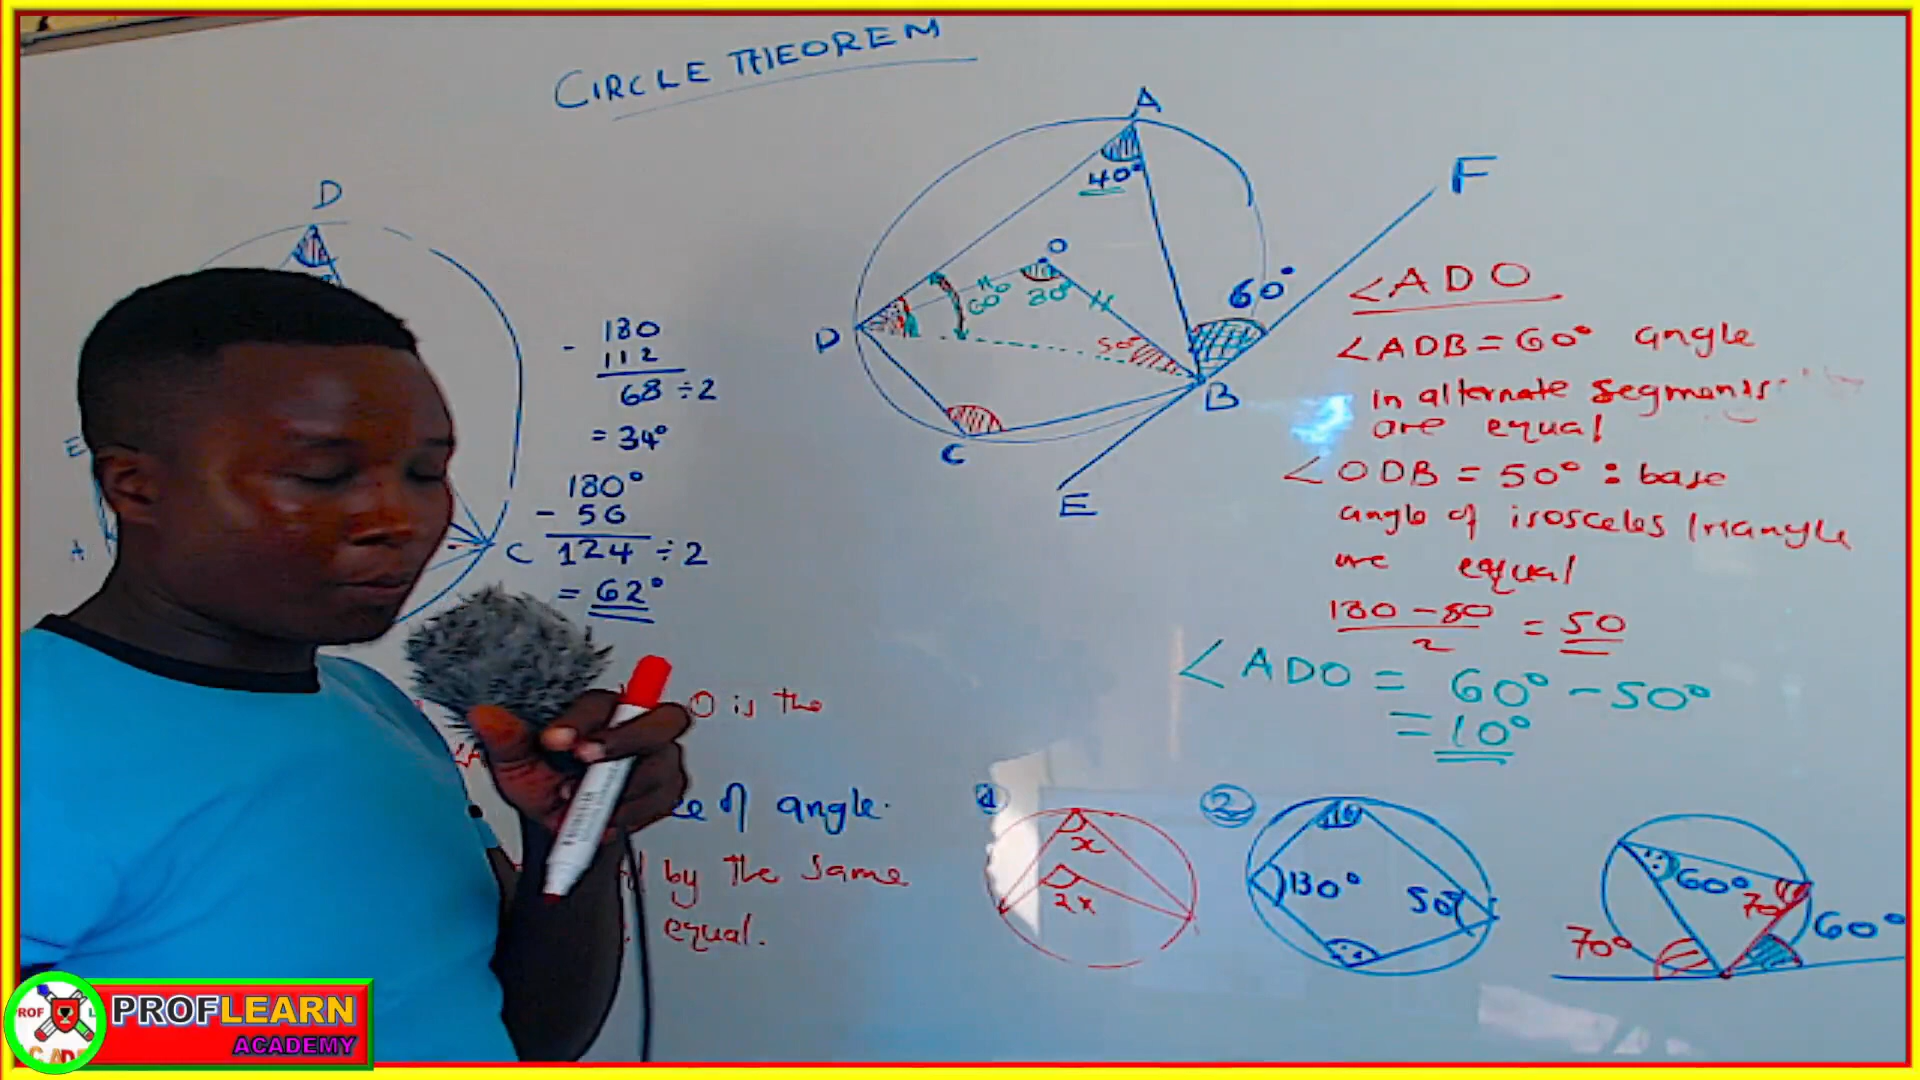 CIRCLE THEOREM
D
E
A
C
- 180
112
68 ÷ 2
= 34°
180°
- 56
124 ÷ 2
= 62°
O is the
of angle.
by the same
equal.
A
40°
F
O
60°
80°
60°
D
50°
B
C
E
∠ADO
∠ADB = 60° angle
in alternate segments
are equal
∠ODB = 50° : base
angle of isosceles triangle
are equal
180 - 80
2
= 50
∠ADO = 60° - 50°
= 10°
1
x
2x
2
130°
50°
60°
70°
70°
60°
PROFLEARN
ACADEMY